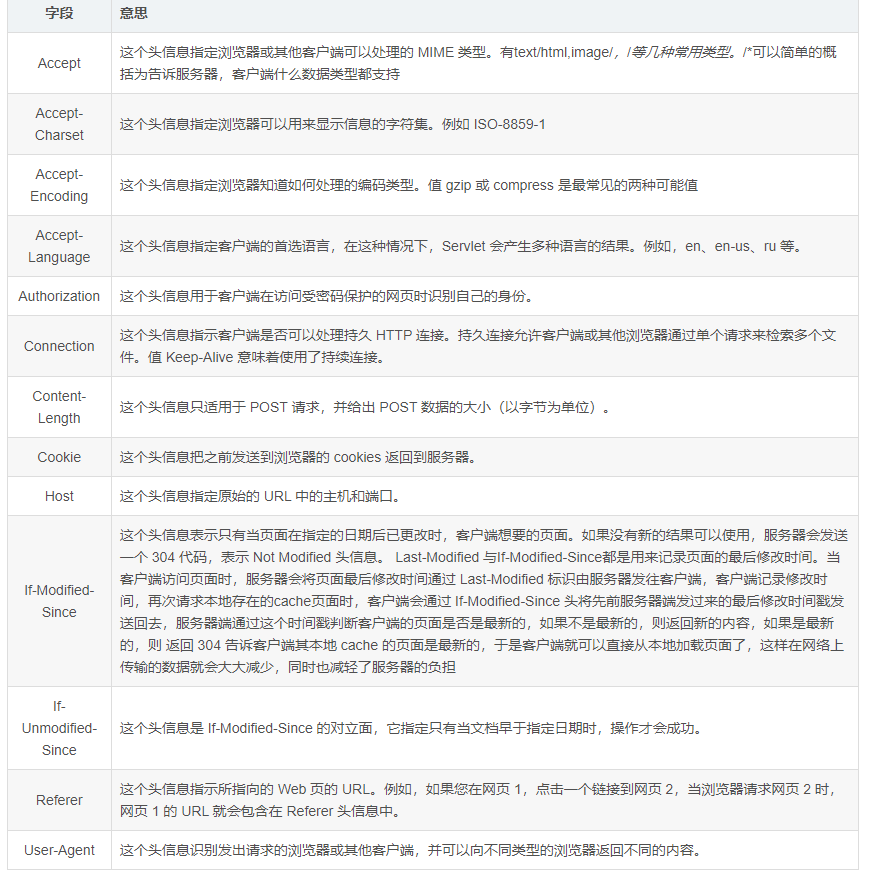 字段 意思
Accept
这个头信息指定浏览器或其他客户端可以处理的 MIME 类型。有text/html,image/，/等几种常用类型。/*可以简单的概
括为告诉服务器，客户端什么数据类型都支持
Accept-
Charset
这个头信息指定浏览器可以用来显示信息的字符集。例如 ISO-8859-1
Accept-
Encoding
这个头信息指定浏览器知道如何处理的编码类型。值 gzip 或 compress 是最常见的两种可能值
Accept-
Language
这个头信息指定客户端的首选语言，在这种情况下，Servlet 会产生多种语言的结果。例如，en、en-us、ru 等。
Authorization
这个头信息用于客户端在访问受密码保护的网页时识别自己的身份。
Connection
这个头信息指示客户端是否可以处理持久 HTTP 连接。持久连接允许客户端或其他浏览器通过单个请求来检索多个文
件。值 Keep-Alive 意味着使用了持续连接。
Content-
Length
这个头信息只适用于 POST 请求，并给出 POST 数据的大小（以字节为单位）。
Cookie
这个头信息把之前发送到浏览器的 cookies 返回到服务器。
Host
这个头信息指定原始的 URL 中的主机和端口。
If-Modified-
Since
这个头信息表示只有当页面在指定的日期后已更改时，客户端想要的页面。如果没有新的结果可以使用，服务器会发送
一个 304 代码，表示 Not Modified 头信息。 Last-Modified 与If-Modified-Since都是用来记录页面的最后修改时间。当
客户端访问页面时，服务器会将页面最后修改时间通过 Last-Modified 标识由服务器发往客户端，客户端记录修改时
间，再次请求本地存在的cache页面时，客户端会通过 If-Modified-Since 头将先前服务器端发过来的最后修改时间戳发
送回去，服务器端通过这个时间戳判断客户端的页面是否是最新的，如果不是最新的，则返回新的内容，如果是最新
的，则 返回 304 告诉客户端其本地 cache 的页面是最新的，于是客户端就可以直接从本地加载页面了，这样在网络上
传输的数据就会大大减少，同时也减轻了服务器的负担
If-
Unmodified-
Since
这个头信息是 If-Modified-Since 的对立面，它指定只有当文档早于指定日期时，操作才会成功。
Referer
这个头信息指示所指向的 Web 页的 URL。例如，如果您在网页 1，点击一个链接到网页 2，当浏览器请求网页 2 时，
网页 1 的 URL 就会包含在 Referer 头信息中。
User-Agent
这个头信息识别发出请求的浏览器或其他客户端，并可以向不同类型的浏览器返回不同的内容。